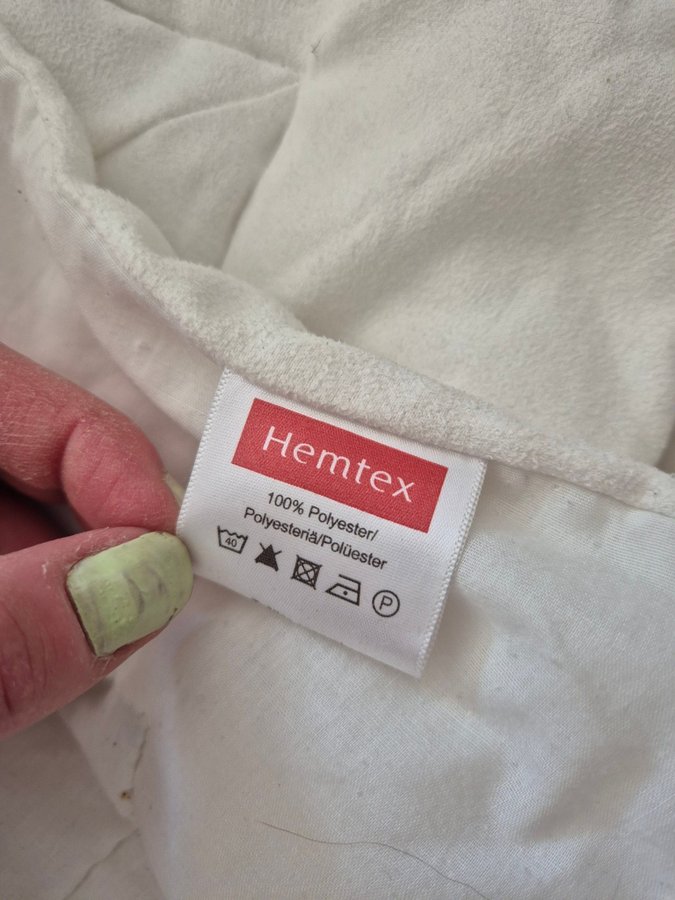 Hemtex
100% Polyester/
Polyesteriä/Polüester
40
P